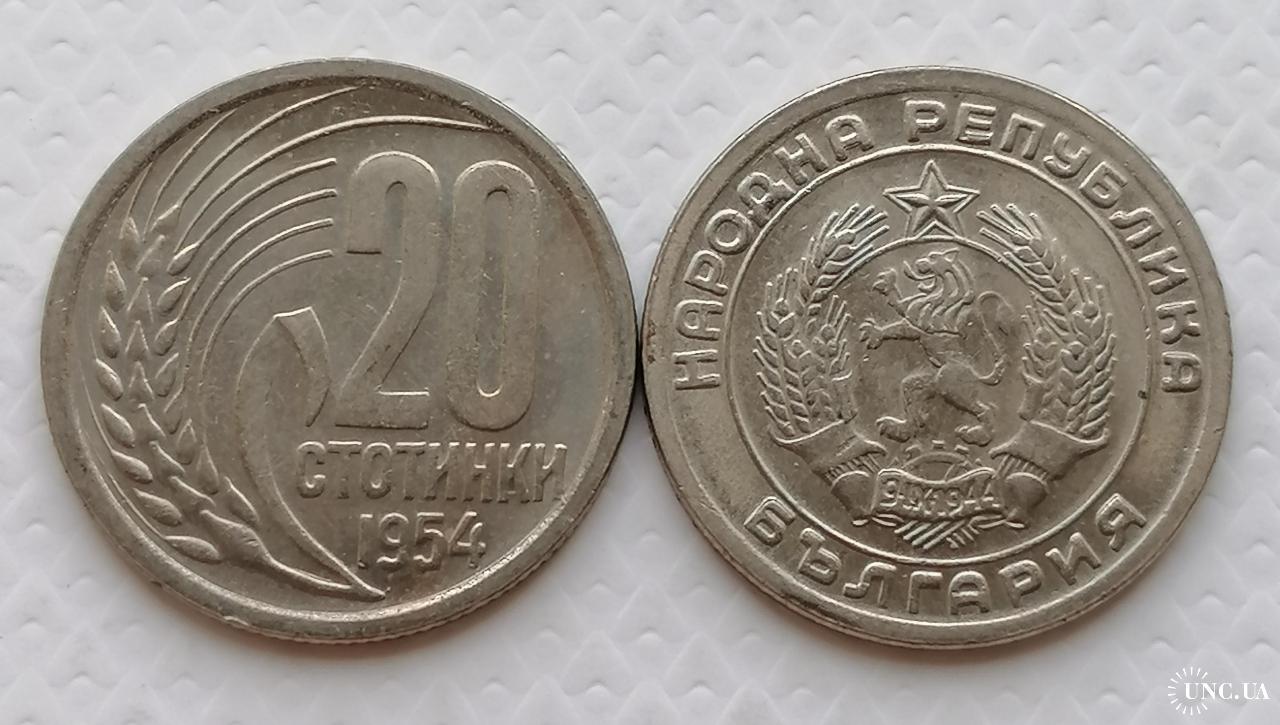 20
СТОТИНКИ
1954
НАРОДНА РЕПУБЛИКА
9·IX·1944
БЪЛГАРИЯ
UNC.UA